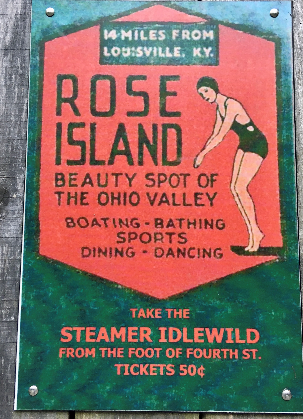 14 MILES FROM
LOUISVILLE, KY.
ROSE
ISLAND
BEAUTY SPOT OF
THE OHIO VALLEY
BOATING - BATHING
SPORTS
DINING - DANCING
TAKE THE
STEAMER IDLEWILD
FROM THE FOOT OF FOURTH ST.
TICKETS 50¢